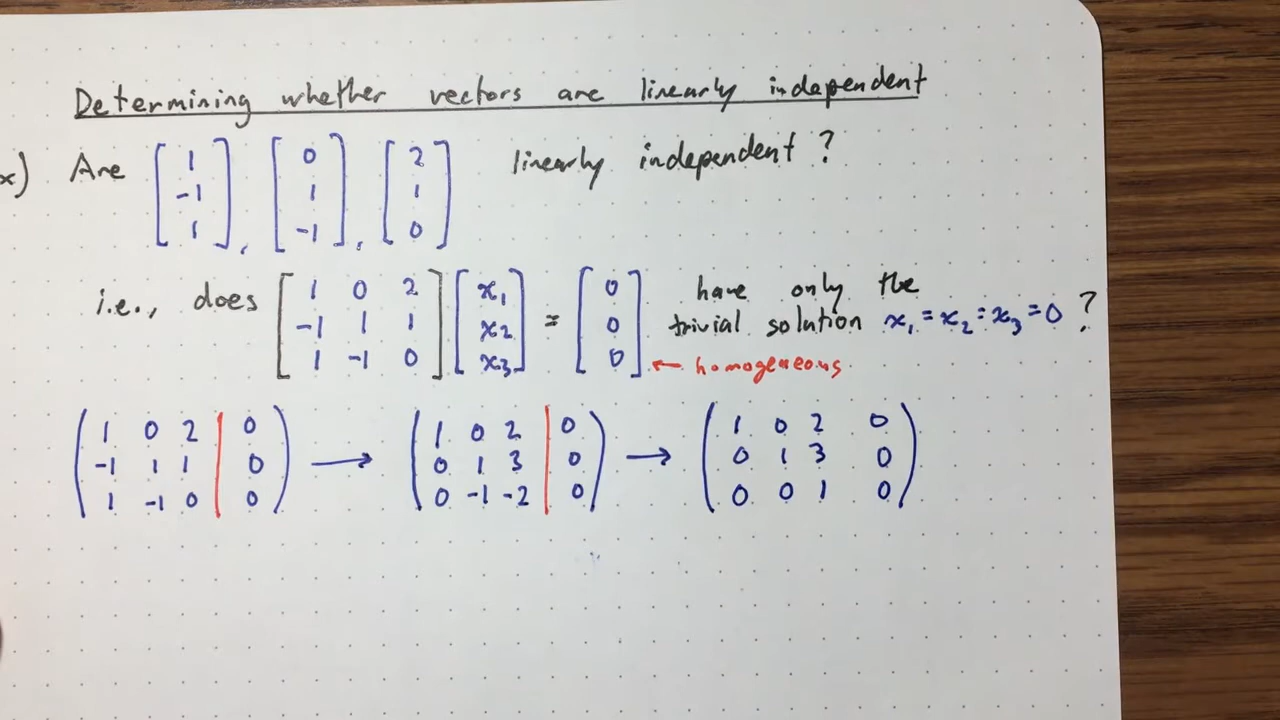 Determining whether vectors are linearly independent
x) Are [1 -1 1], [0 1 -1], [2 1 0] linearly independent?
i.e., does [1 0 2 -1 1 1 1 -1 0] [x₁ x₂ x₃] = [0 0 0] have only the trivial solution x₁ = x₂ = x₃ = 0 ?
← homogeneous
(1 0 2 | 0 → (1 0 2 | 0 → (1 0 2 0
-1 1 1 | 0 0 1 3 | 0 0 1 3 0
1 -1 0 | 0) 0 -1 -2 | 0) 0 0 1 0)